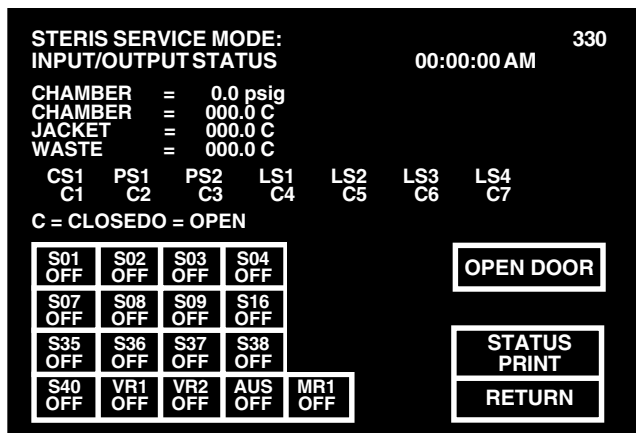 STERIS SERVICE MODE: 330
INPUT/OUTPUT STATUS 00:00:00 AM
CHAMBER = 0.0 psig
CHAMBER = 000.0 C
JACKET = 000.0 C
WASTE = 000.0 C
CS1 PS1 PS2 LS1 LS2 LS3 LS4
C1 C2 C3 C4 C5 C6 C7
C = CLOSEDO = OPEN
S01 S02 S03 S04
OFF OFF OFF OFF
OPEN DOOR
S07 S08 S09 S16
OFF OFF OFF OFF
S35 S36 S37 S38
OFF OFF OFF OFF
STATUS
PRINT
S40 VR1 VR2 AUS MR1
OFF OFF OFF OFF OFF
RETURN